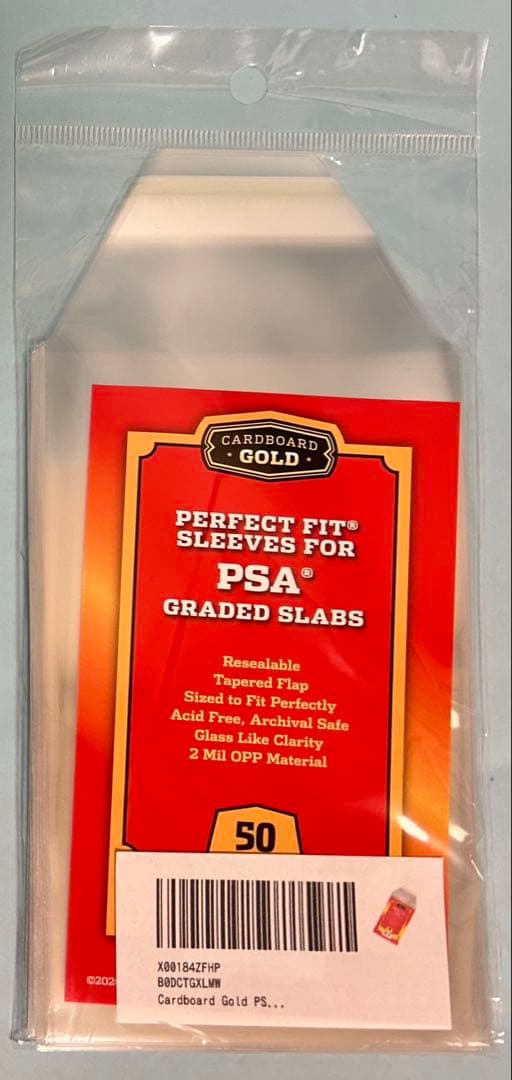 CARDBOARD
GOLD
PERFECT FIT®
SLEEVES FOR
PSA®
GRADED SLABS
Resealable
Tapered Flap
Sized to Fit Perfectly
Acid Free, Archival Safe
Glass Like Clarity
2 Mil OPP Material
50
X00184ZFHP
B0DCTGXLMW
Cardboard Gold PS...